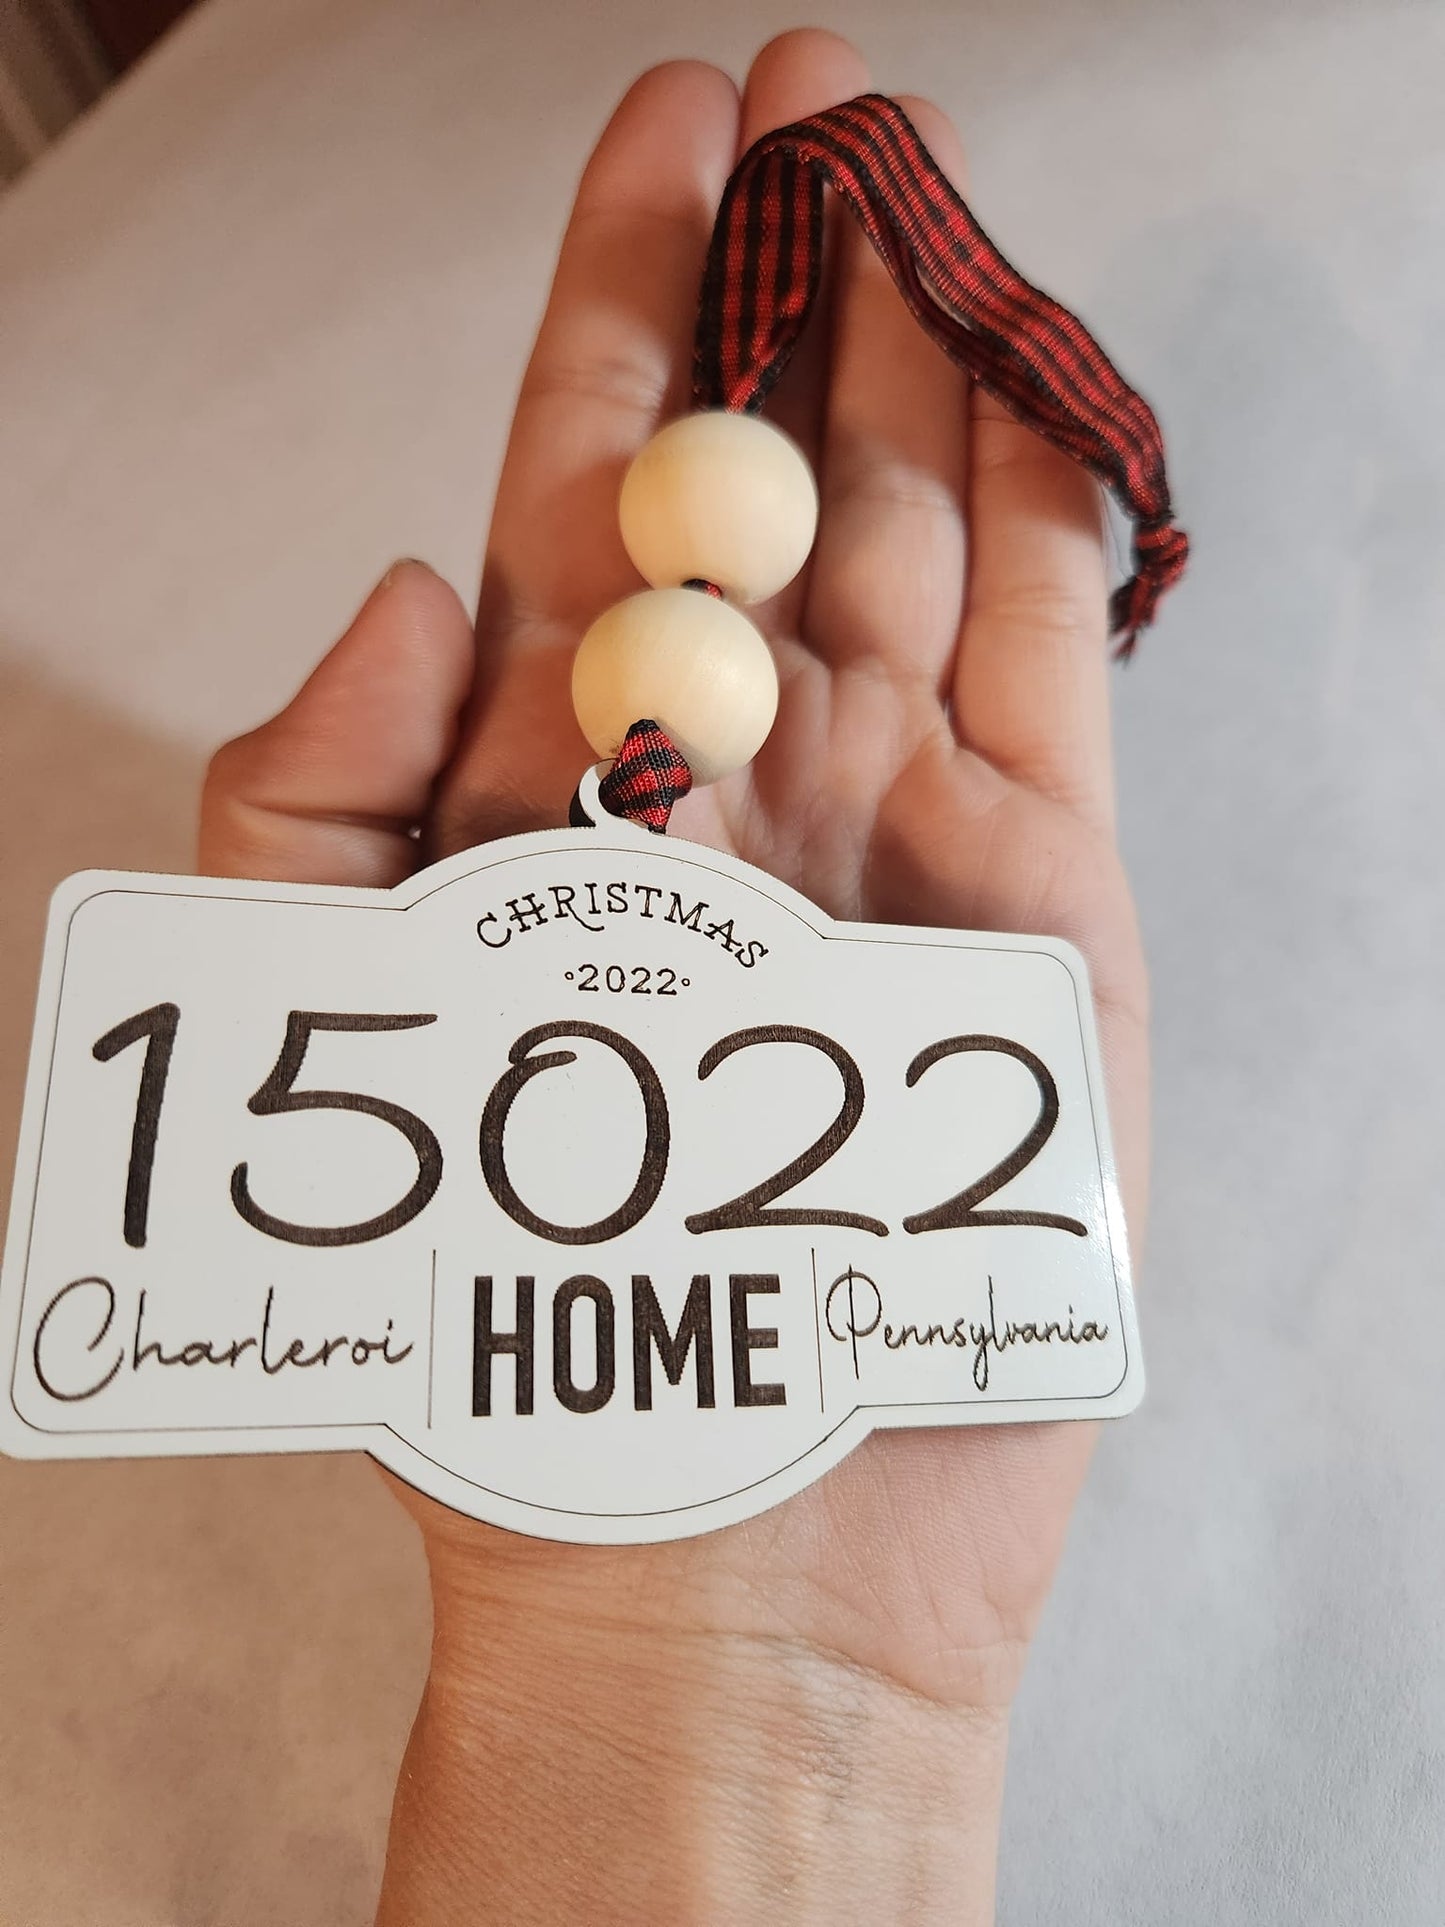 CHRISTMAS
°2022°
15022
Charleroi HOME Pennsylvania